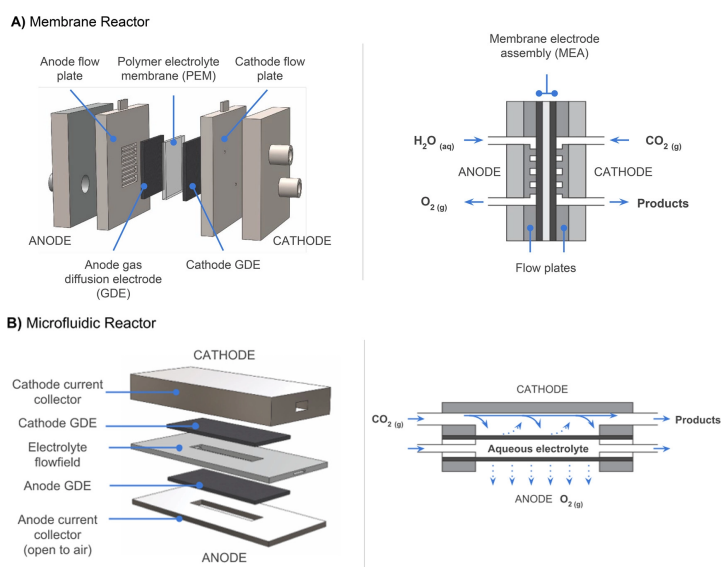 A) Membrane Reactor
Anode flow
plate
Polymer electrolyte
membrane (PEM)
Cathode flow
plate
ANODE
CATHODE
Anode gas
diffusion electrode
(GDE)
Cathode GDE
Membrane electrode
assembly (MEA)
H2O (aq)
CO2 (g)
ANODE
CATHODE
O2 (g)
Products
Flow plates
B) Microfluidic Reactor
CATHODE
Cathode current
collector
Cathode GDE
Electrolyte
flowfield
Anode GDE
Anode current
collector
(open to air)
ANODE
CATHODE
CO2 (g)
Products
Aqueous electrolyte
ANODE O2 (g)